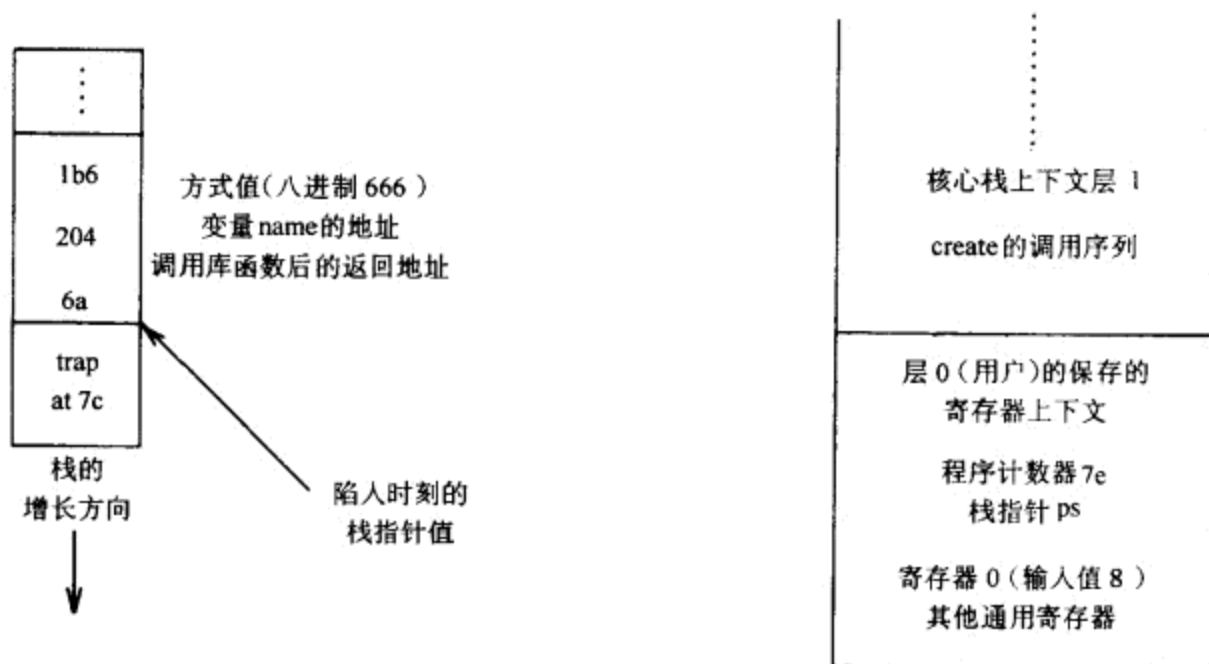 1b6
204
6a
trap
at 7c
方式值(八进制 666)
变量name的地址
调用库函数后的返回地址
栈的
增长方向
陷入时刻的
栈指针值
核心栈上下文层 1
create的调用序列
层 0(用户)的保存的
寄存器上下文
程序计数器 7e
栈指针 ps
寄存器 0(输入值 8)
其他通用寄存器